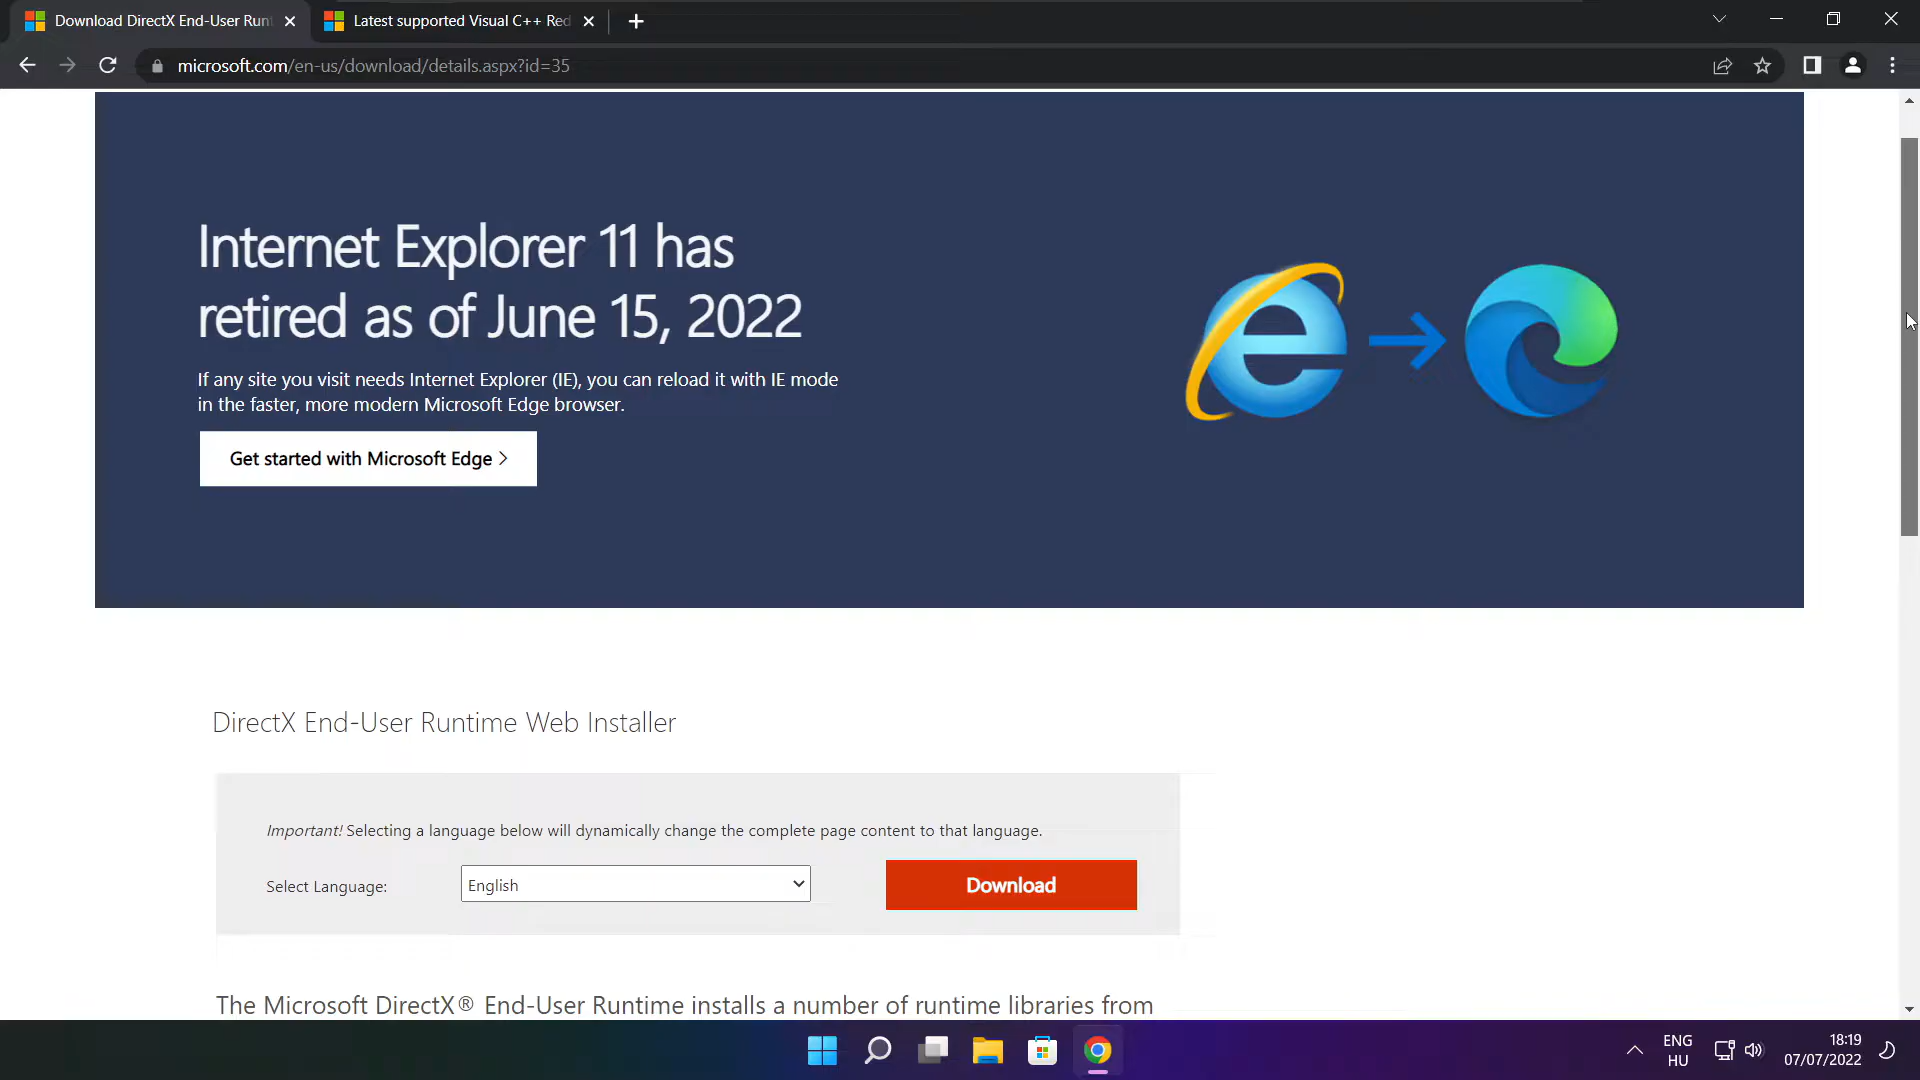 Download DirectX End-User Runt
Latest supported Visual C++ Red
microsoft.com/en-us/download/details.aspx?id=35
Internet Explorer 11 has
retired as of June 15, 2022
If any site you visit needs Internet Explorer (IE), you can reload it with IE mode
in the faster, more modern Microsoft Edge browser.
Get started with Microsoft Edge >
DirectX End-User Runtime Web Installer
Important! Selecting a language below will dynamically change the complete page content to that language.
Select Language:
English
Download
The Microsoft DirectX® End-User Runtime installs a number of runtime libraries from
ENG
HU
18:19
07/07/2022